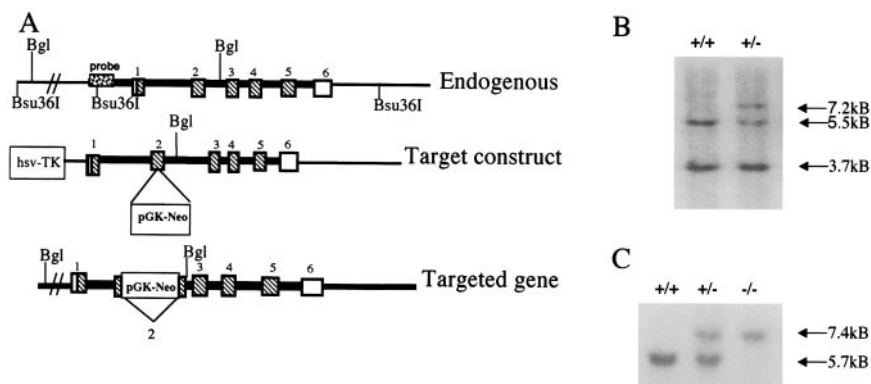 A
Bgl
Bgl
probe
1
2
3
4
5
6
Endogenous
Bsu36I
Bsu36I
Bsu36I
hsv-TK
1
2
Bgl
3
4
5
6
Target construct
pGK-Neo
Bgl
1
Bgl
pGK-Neo
3
4
5
6
Targeted gene
2
B
+/+
+/-
7.2kB
5.5kB
3.7kB
C
+/+
+/-
-/-
7.4kB
5.7kB